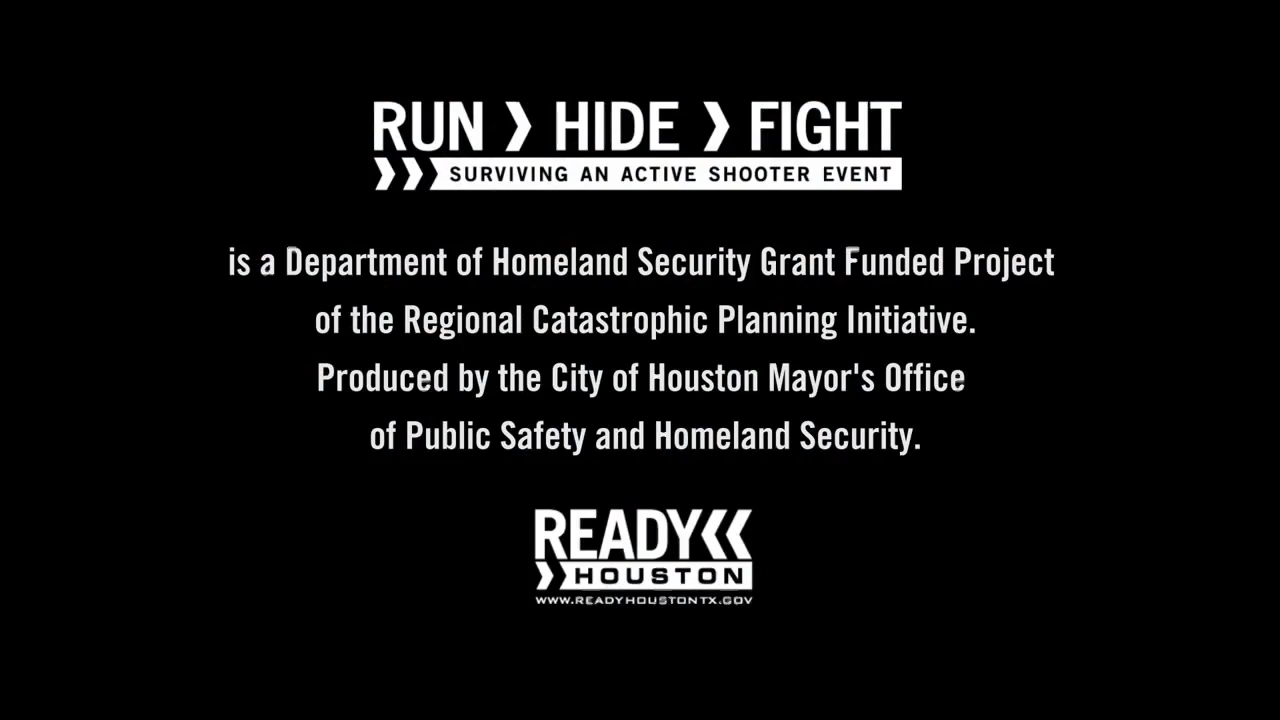 RUN HIDE FIGHT
SURVIVING AN ACTIVE SHOOTER EVENT
is a Department of Homeland Security Grant Funded Project
of the Regional Catastrophic Planning Initiative.
Produced by the City of Houston Mayor's Office
of Public Safety and Homeland Security.
READY
HOUSTON
WWW.READYHOUSTONTX.GOV